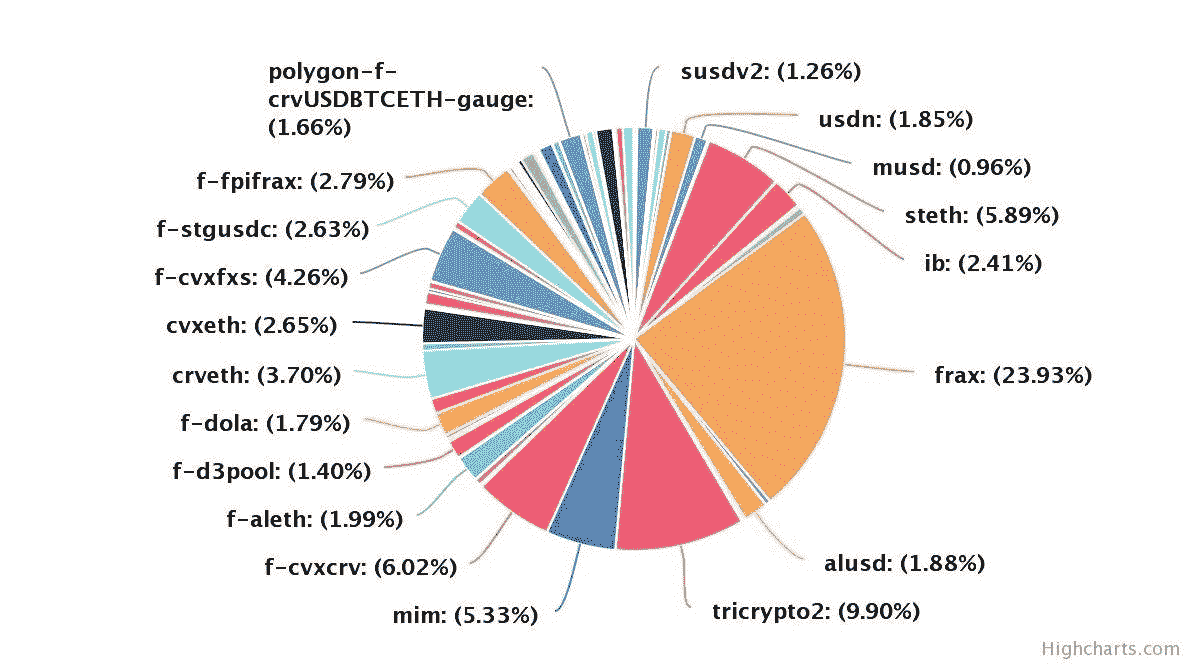 polygon-f-
crvUSDBTCETH-gauge:
(1.66%)
susdv2: (1.26%)
usdn: (1.85%)
musd: (0.96%)
f-fpifrax: (2.79%)
steth: (5.89%)
f-stgusdc: (2.63%)
ib: (2.41%)
f-cvxfxs: (4.26%)
cvxeth: (2.65%)
crveth: (3.70%)
frax: (23.93%)
f-dola: (1.79%)
f-d3pool: (1.40%)
f-aleth: (1.99%)
f-cvxcrv: (6.02%)
alusd: (1.88%)
mim: (5.33%)
tricrypto2: (9.90%)
Highcharts.com